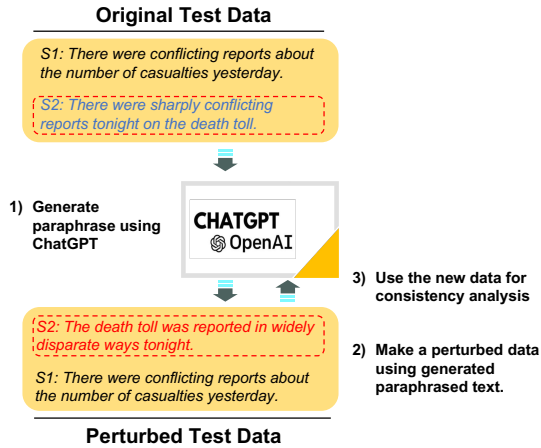 Original Test Data
S1: There were conflicting reports about
the number of casualties yesterday.
S2: There were sharply conflicting
reports tonight on the death toll.
1) Generate
paraphrase using
ChatGPT
CHATGPT
OpenAI
3) Use the new data for
consistency analysis
S2: The death toll was reported in widely
disparate ways tonight.
2) Make a perturbed data
using generated
paraphrased text.
S1: There were conflicting reports about
the number of casualties yesterday.
Perturbed Test Data